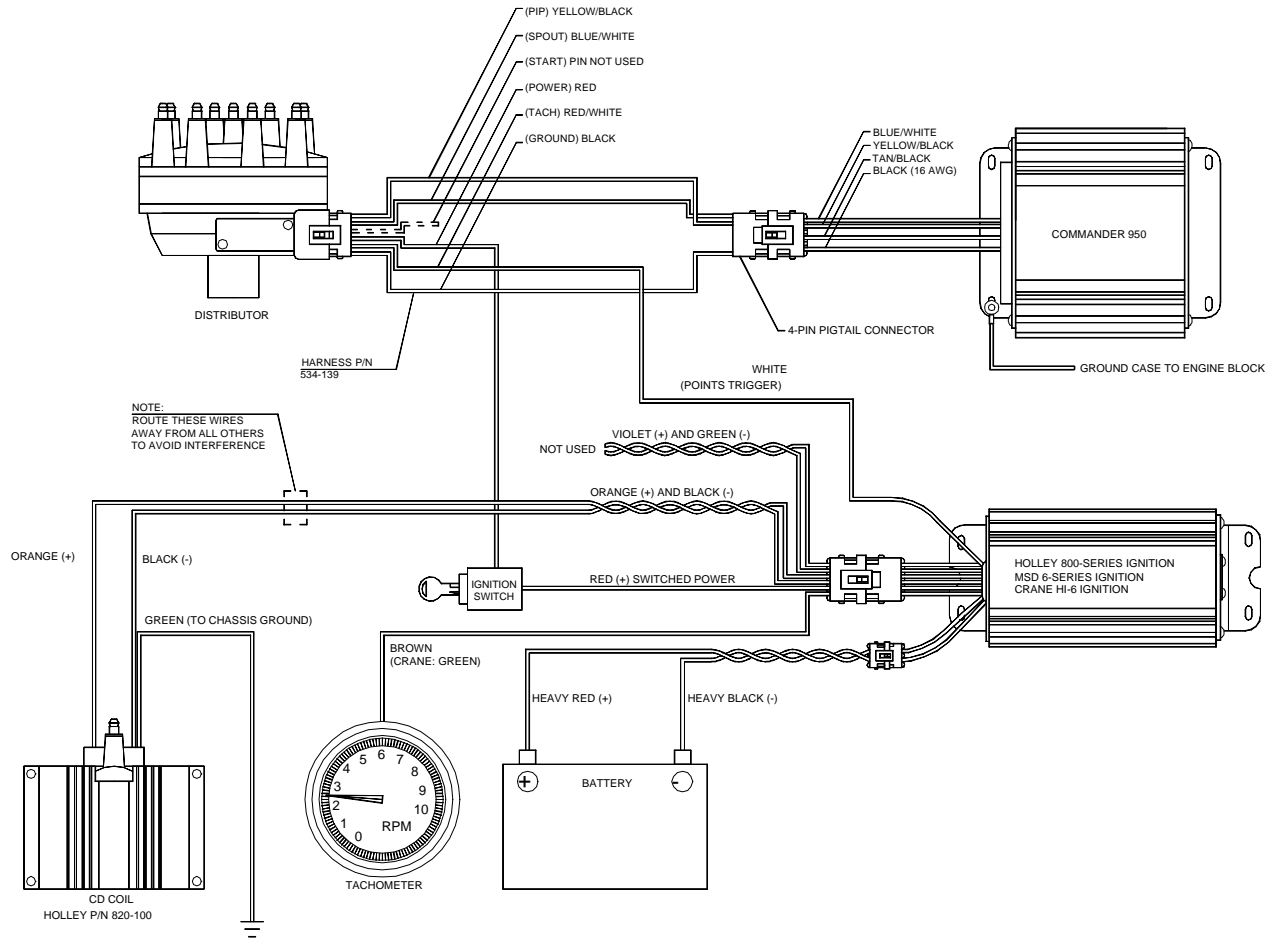 (PIP) YELLOW/BLACK
(SPOUT) BLUE/WHITE
(START) PIN NOT USED
(POWER) RED
(TACH) RED/WHITE
(GROUND) BLACK
BLUE/WHITE
YELLOW/BLACK
TAN/BLACK
BLACK (16 AWG)
COMMANDER 950
DISTRIBUTOR
4-PIN PIGTAIL CONNECTOR
HARNESS P/N
534-139
GROUND CASE TO ENGINE BLOCK
WHITE
(POINTS TRIGGER)
NOTE:
ROUTE THESE WIRES
AWAY FROM ALL OTHERS
TO AVOID INTERFERENCE
VIOLET (+) AND GREEN (-)
NOT USED
ORANGE (+) AND BLACK (-)
ORANGE (+)
BLACK (-)
IGNITION
SWITCH
RED (+) SWITCHED POWER
HOLLEY 800-SERIES IGNITION
MSD 6-SERIES IGNITION
CRANE HI-6 IGNITION
GREEN (TO CHASSIS GROUND)
BROWN
(CRANE: GREEN)
HEAVY RED (+)
HEAVY BLACK (-)
0
1
2
3
4
5
6
7
8
9
10
RPM
TACHOMETER
+
BATTERY
-
CD COIL
HOLLEY P/N 820-100